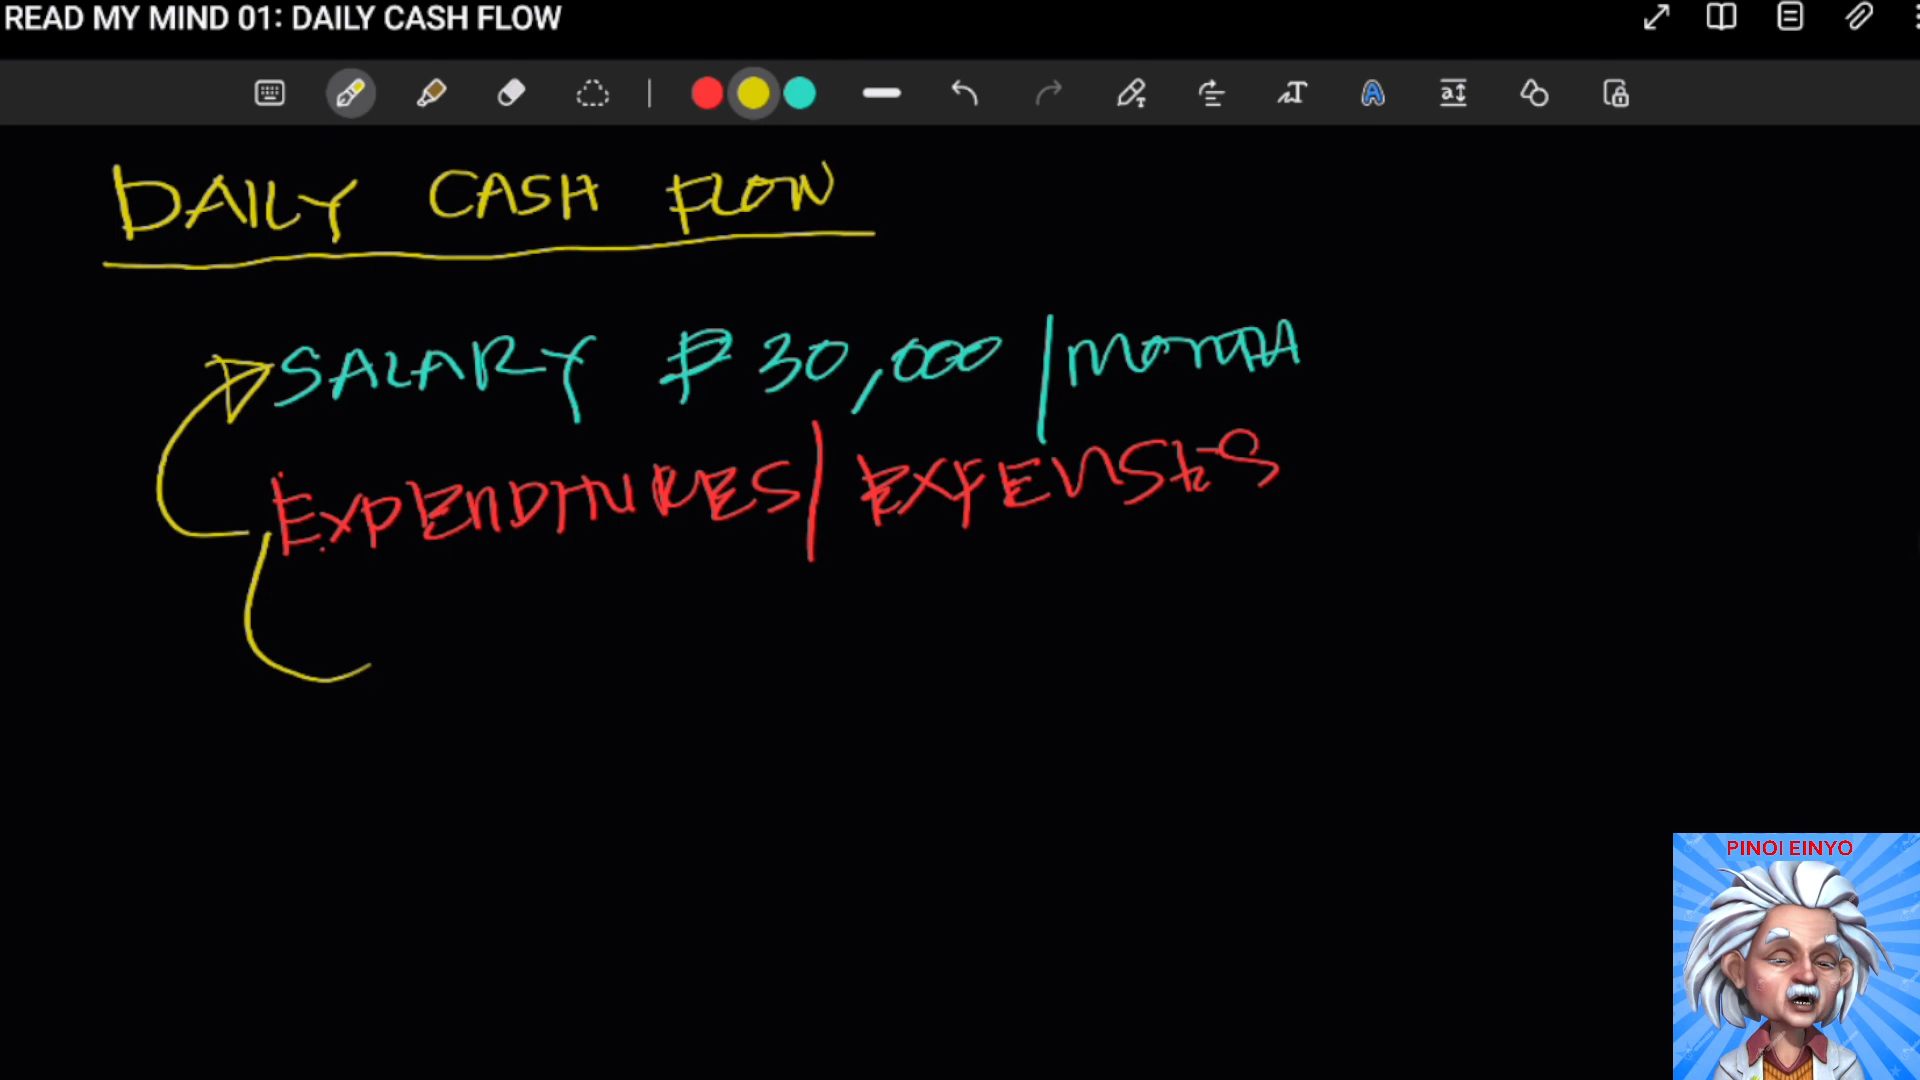 READ MY MIND 01: DAILY CASH FLOW
DAILY CASH FLOW
SALARY ₱30,000/MONTH
EXPENDITURES/EXPENSES
PINOI EINYO